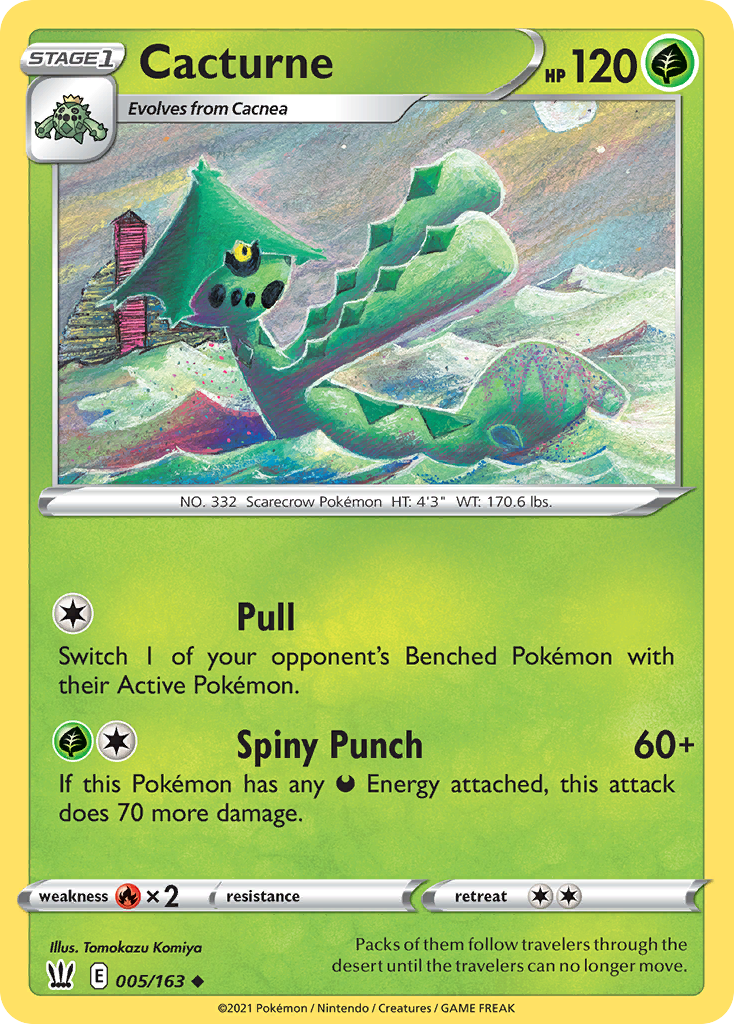 STAGE1
Cacturne
HP 120
Evolves from Cacnea
NO. 332 Scarecrow Pokémon HT: 4'3" WT: 170.6 lbs.
Pull
Switch 1 of your opponent's Benched Pokémon with
their Active Pokémon.
Spiny Punch 60+
If this Pokémon has any Energy attached, this attack
does 70 more damage.
weakness ×2 resistance retreat
Illus. Tomokazu Komiya
Packs of them follow travelers through the
desert until the travelers can no longer move.
E 005/163
©2021 Pokémon / Nintendo / Creatures / GAME FREAK